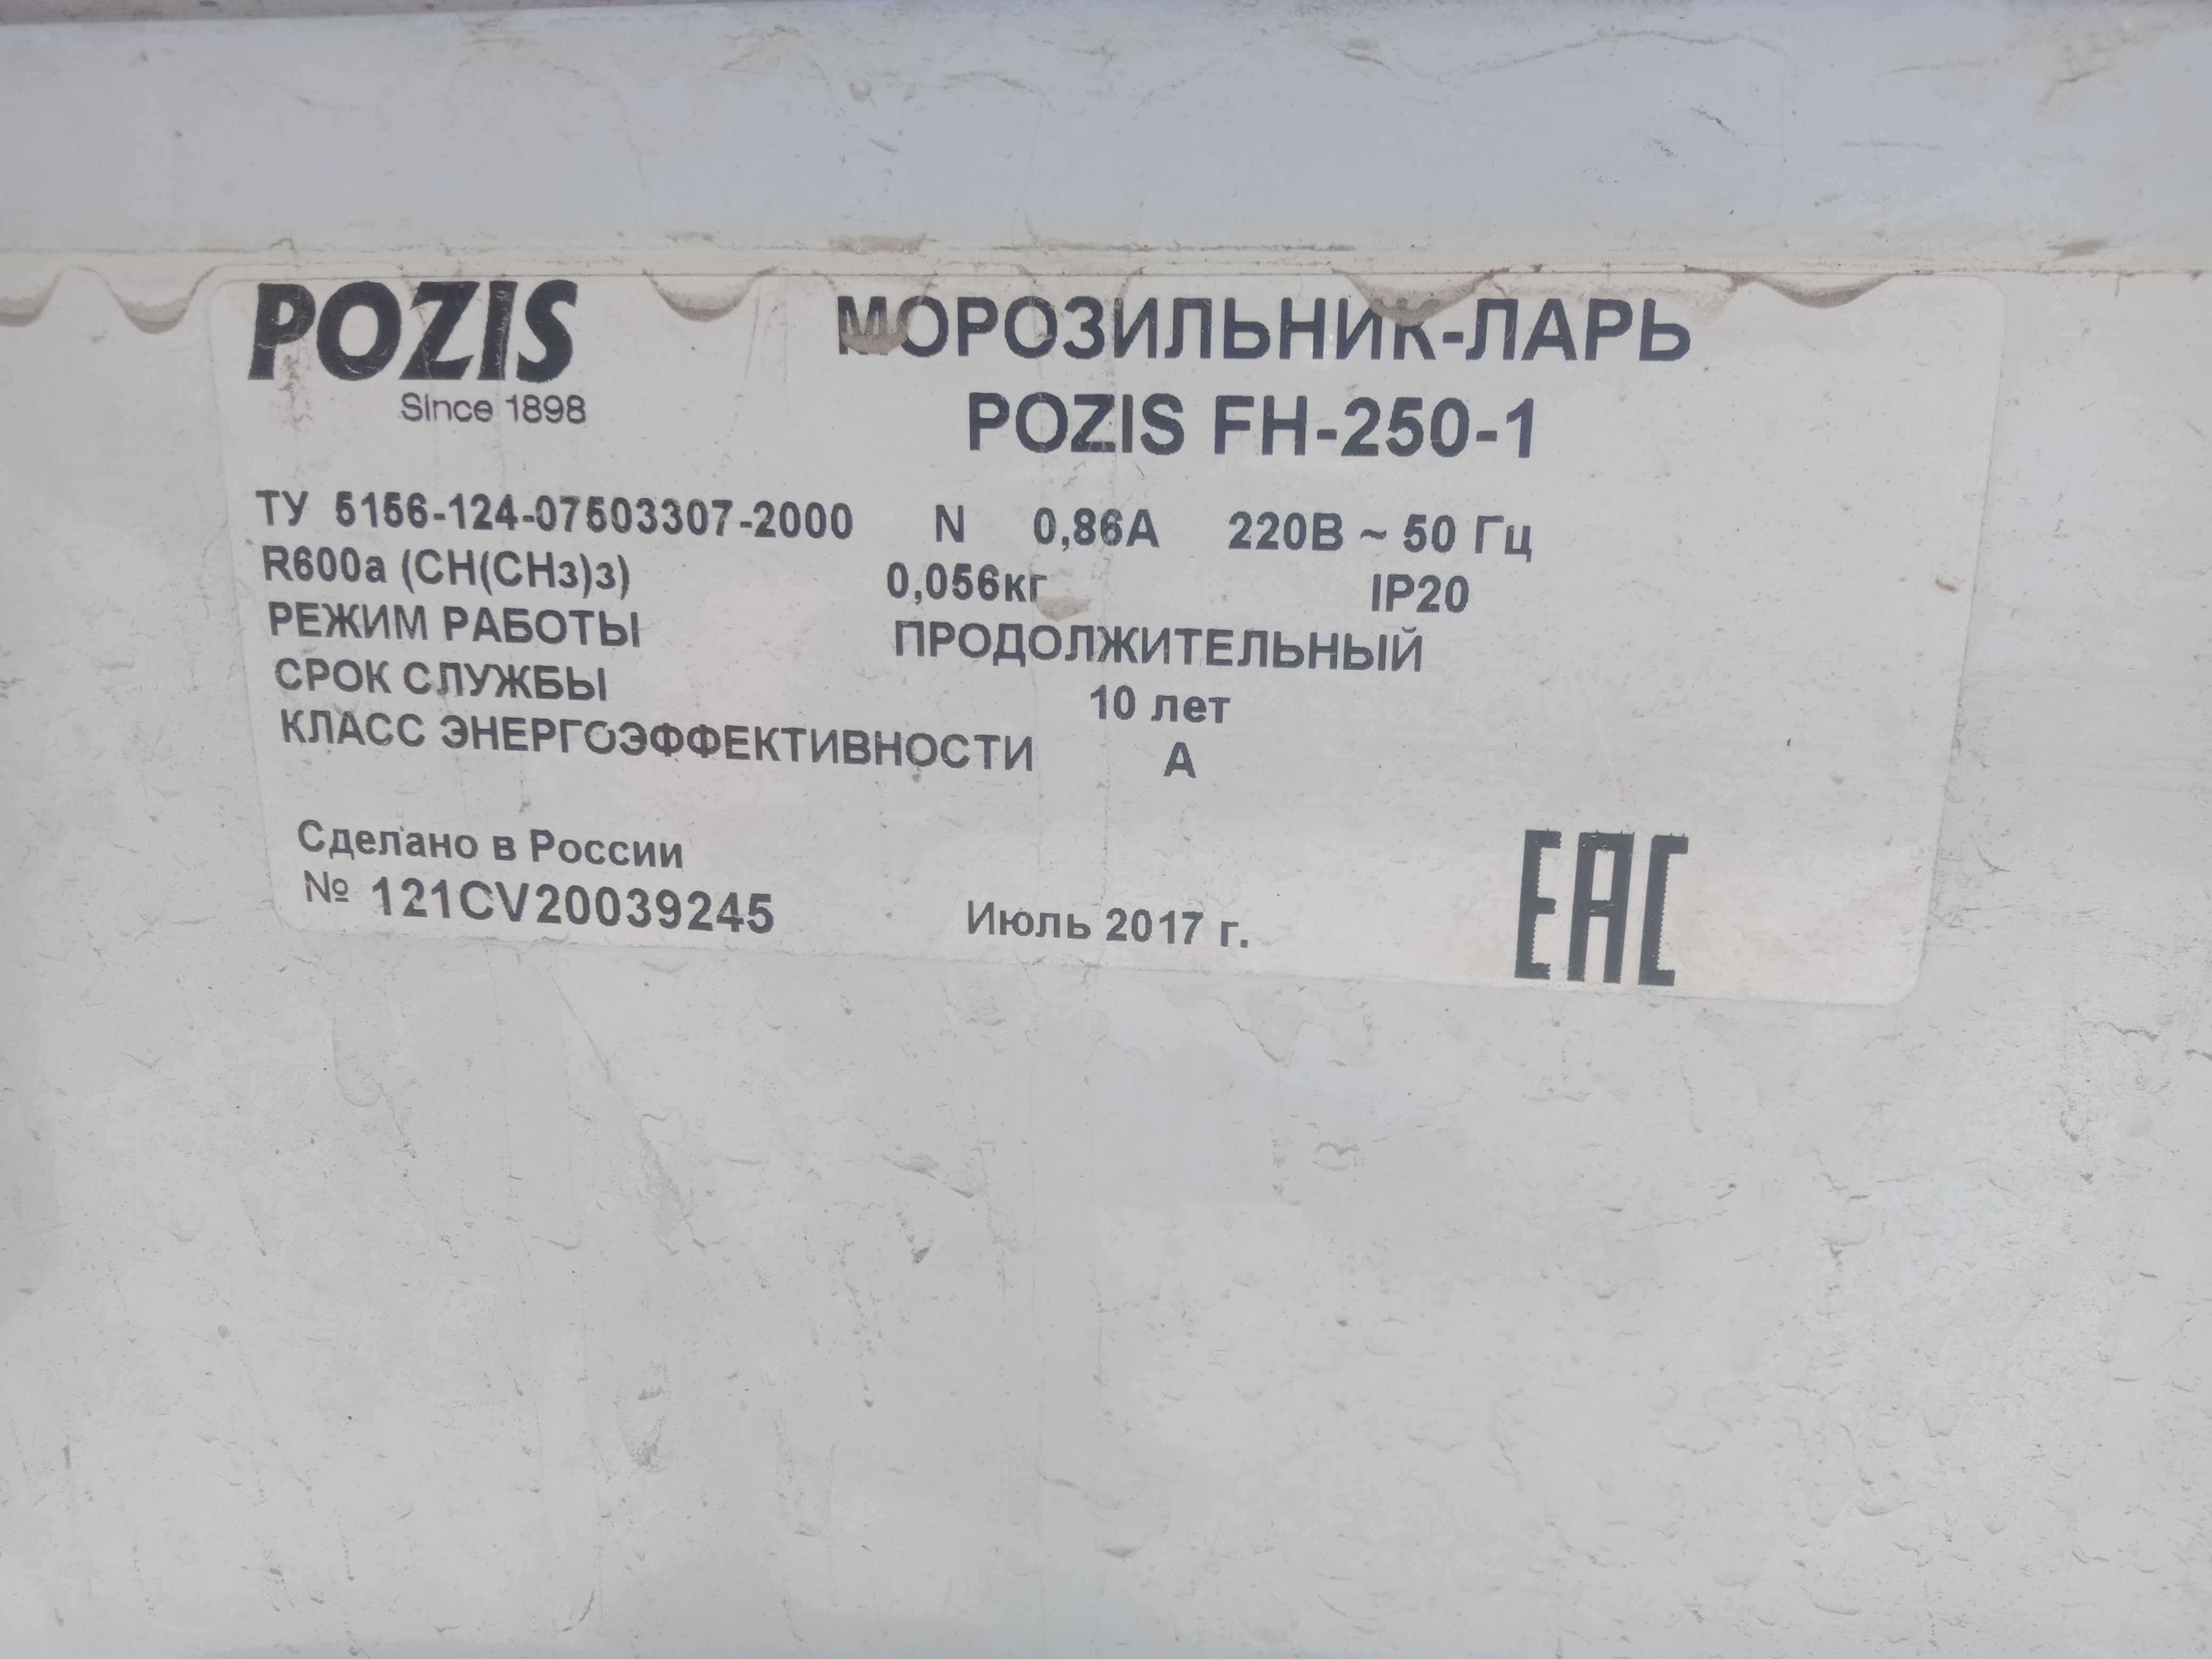 POZIS
Since 1898
МОРОЗИЛЬНИК-ЛАРЬ
POZIS FH-250-1
ТУ 5156-124-07503307-2000 N 0,86А 220В ~ 50 Гц
R600a (CH(CH3)3) 0,056кг IP20
РЕЖИМ РАБОТЫ ПРОДОЛЖИТЕЛЬНЫЙ
СРОК СЛУЖБЫ 10 лет
КЛАСС ЭНЕРГОЭФФЕКТИВНОСТИ А
Сделано в России
№ 121CV20039245 Июль 2017 г.
EAC